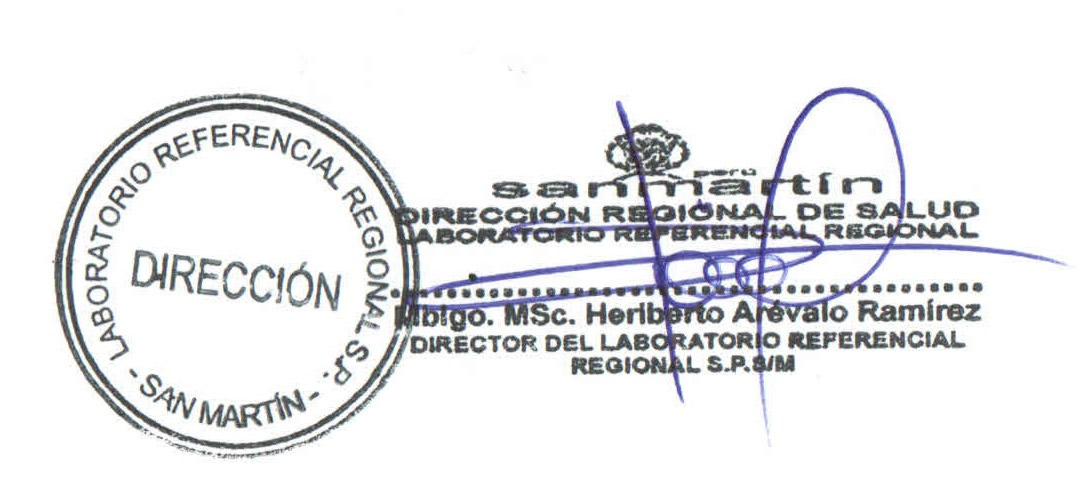 LABORATORIO REFERENCIAL REGIONAL S.P.
DIRECCIÓN
- SAN MARTÍN -
perú
sanmartín
DIRECCIÓN REGIONAL DE SALUD
LABORATORIO REFERENCIAL REGIONAL
Mblgo. MSc. Heriberto Arévalo Ramírez
DIRECTOR DEL LABORATORIO REFERENCIAL
REGIONAL S.P.S/M